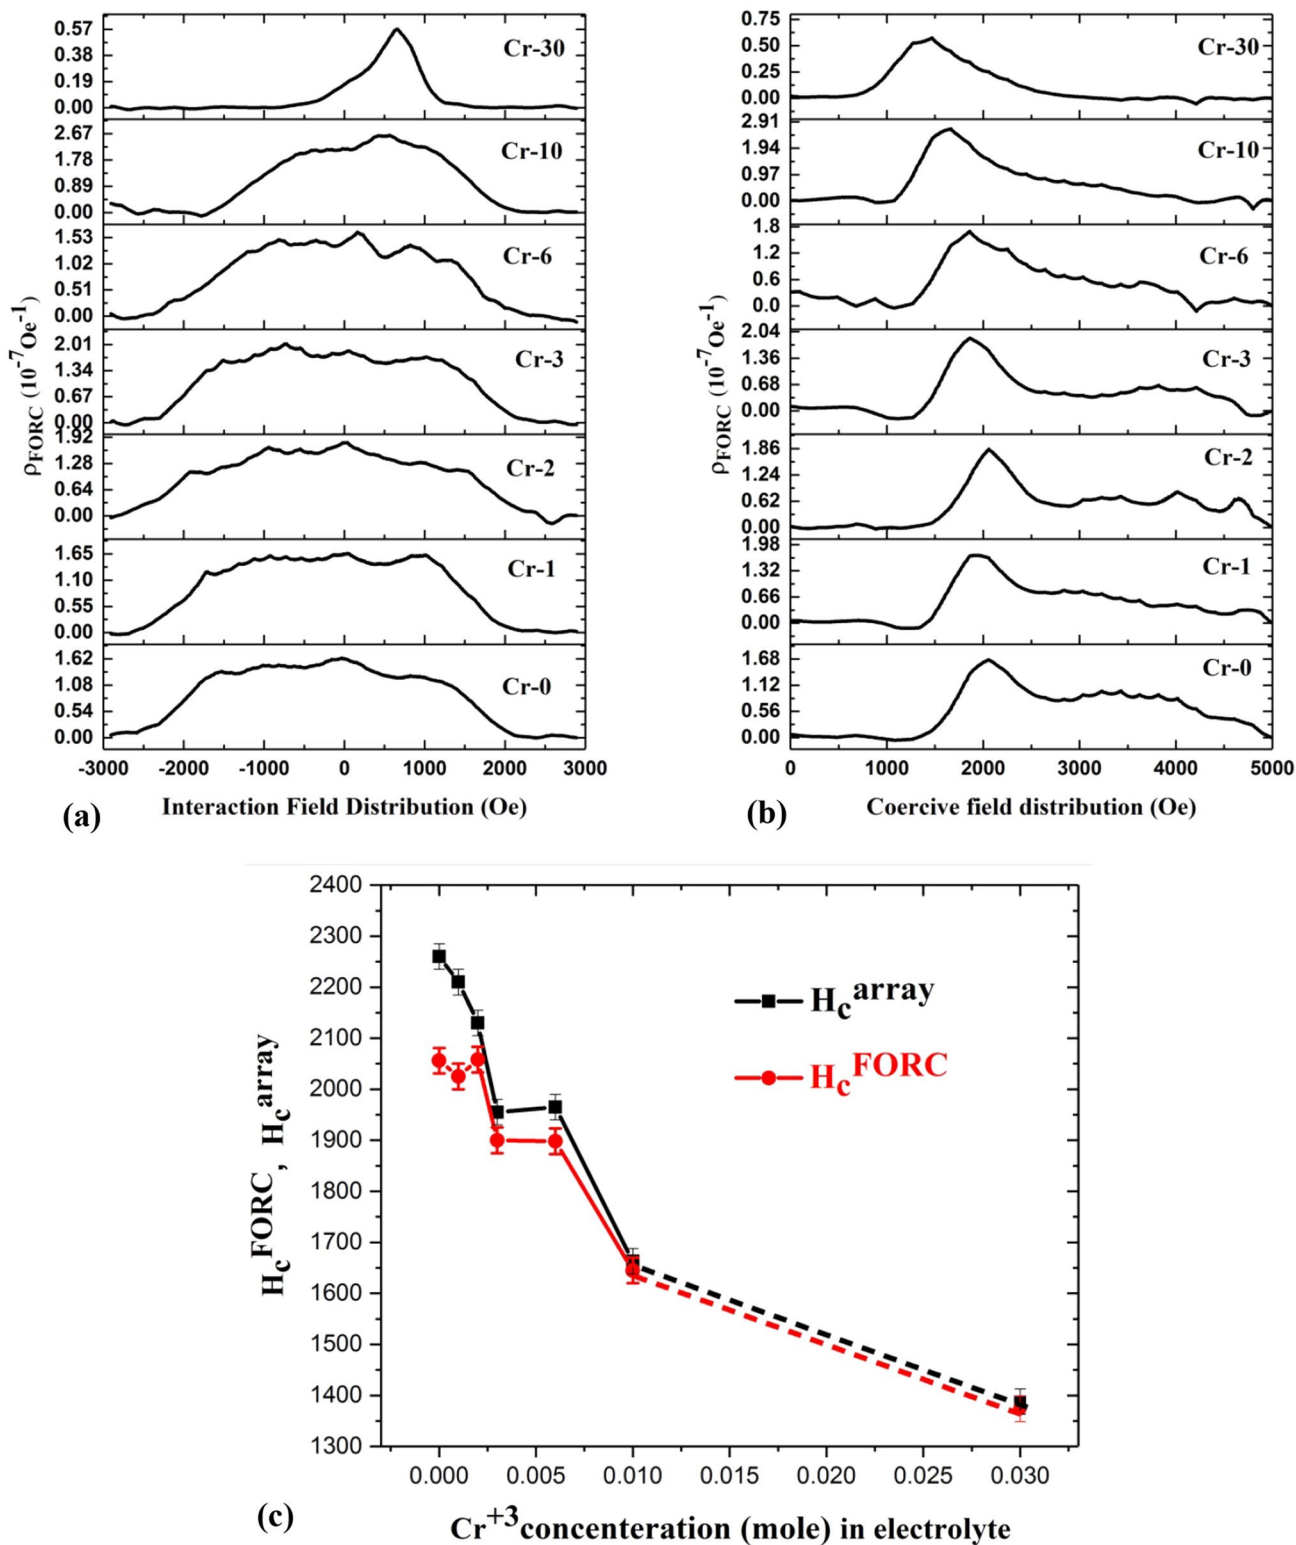 0.57
0.38
0.19
0.00
Cr-30
2.67
1.78
0.89
0.00
Cr-10
1.53
1.02
0.51
0.00
Cr-6
2.01
1.34
0.67
0.00
Cr-3
1.92
1.28
0.64
0.00
Cr-2
1.65
1.10
0.55
0.00
Cr-1
1.62
1.08
0.54
0.00
Cr-0
ρFORC (10⁻⁷Oe⁻¹)
-3000 -2000 -1000 0 1000 2000 3000
Interaction Field Distribution (Oe)
(a)
0.75
0.50
0.25
0.00
Cr-30
2.91
1.94
0.97
0.00
Cr-10
1.8
1.2
0.6
0.0
Cr-6
2.04
1.36
0.68
0.00
Cr-3
1.86
1.24
0.62
0.00
Cr-2
1.98
1.32
0.66
0.00
Cr-1
1.68
1.12
0.56
0.00
Cr-0
ρFORC (10⁻⁷Oe⁻¹)
0 1000 2000 3000 4000 5000
Coercive field distribution (Oe)
(b)
2400
2300
2200
2100
2000
1900
1800
1700
1600
1500
1400
1300
HcFORC, Hcarray
Hcarray
HcFORC
0.000 0.005 0.010 0.015 0.020 0.025 0.030
Cr+3concenteration (mole) in electrolyte
(c)